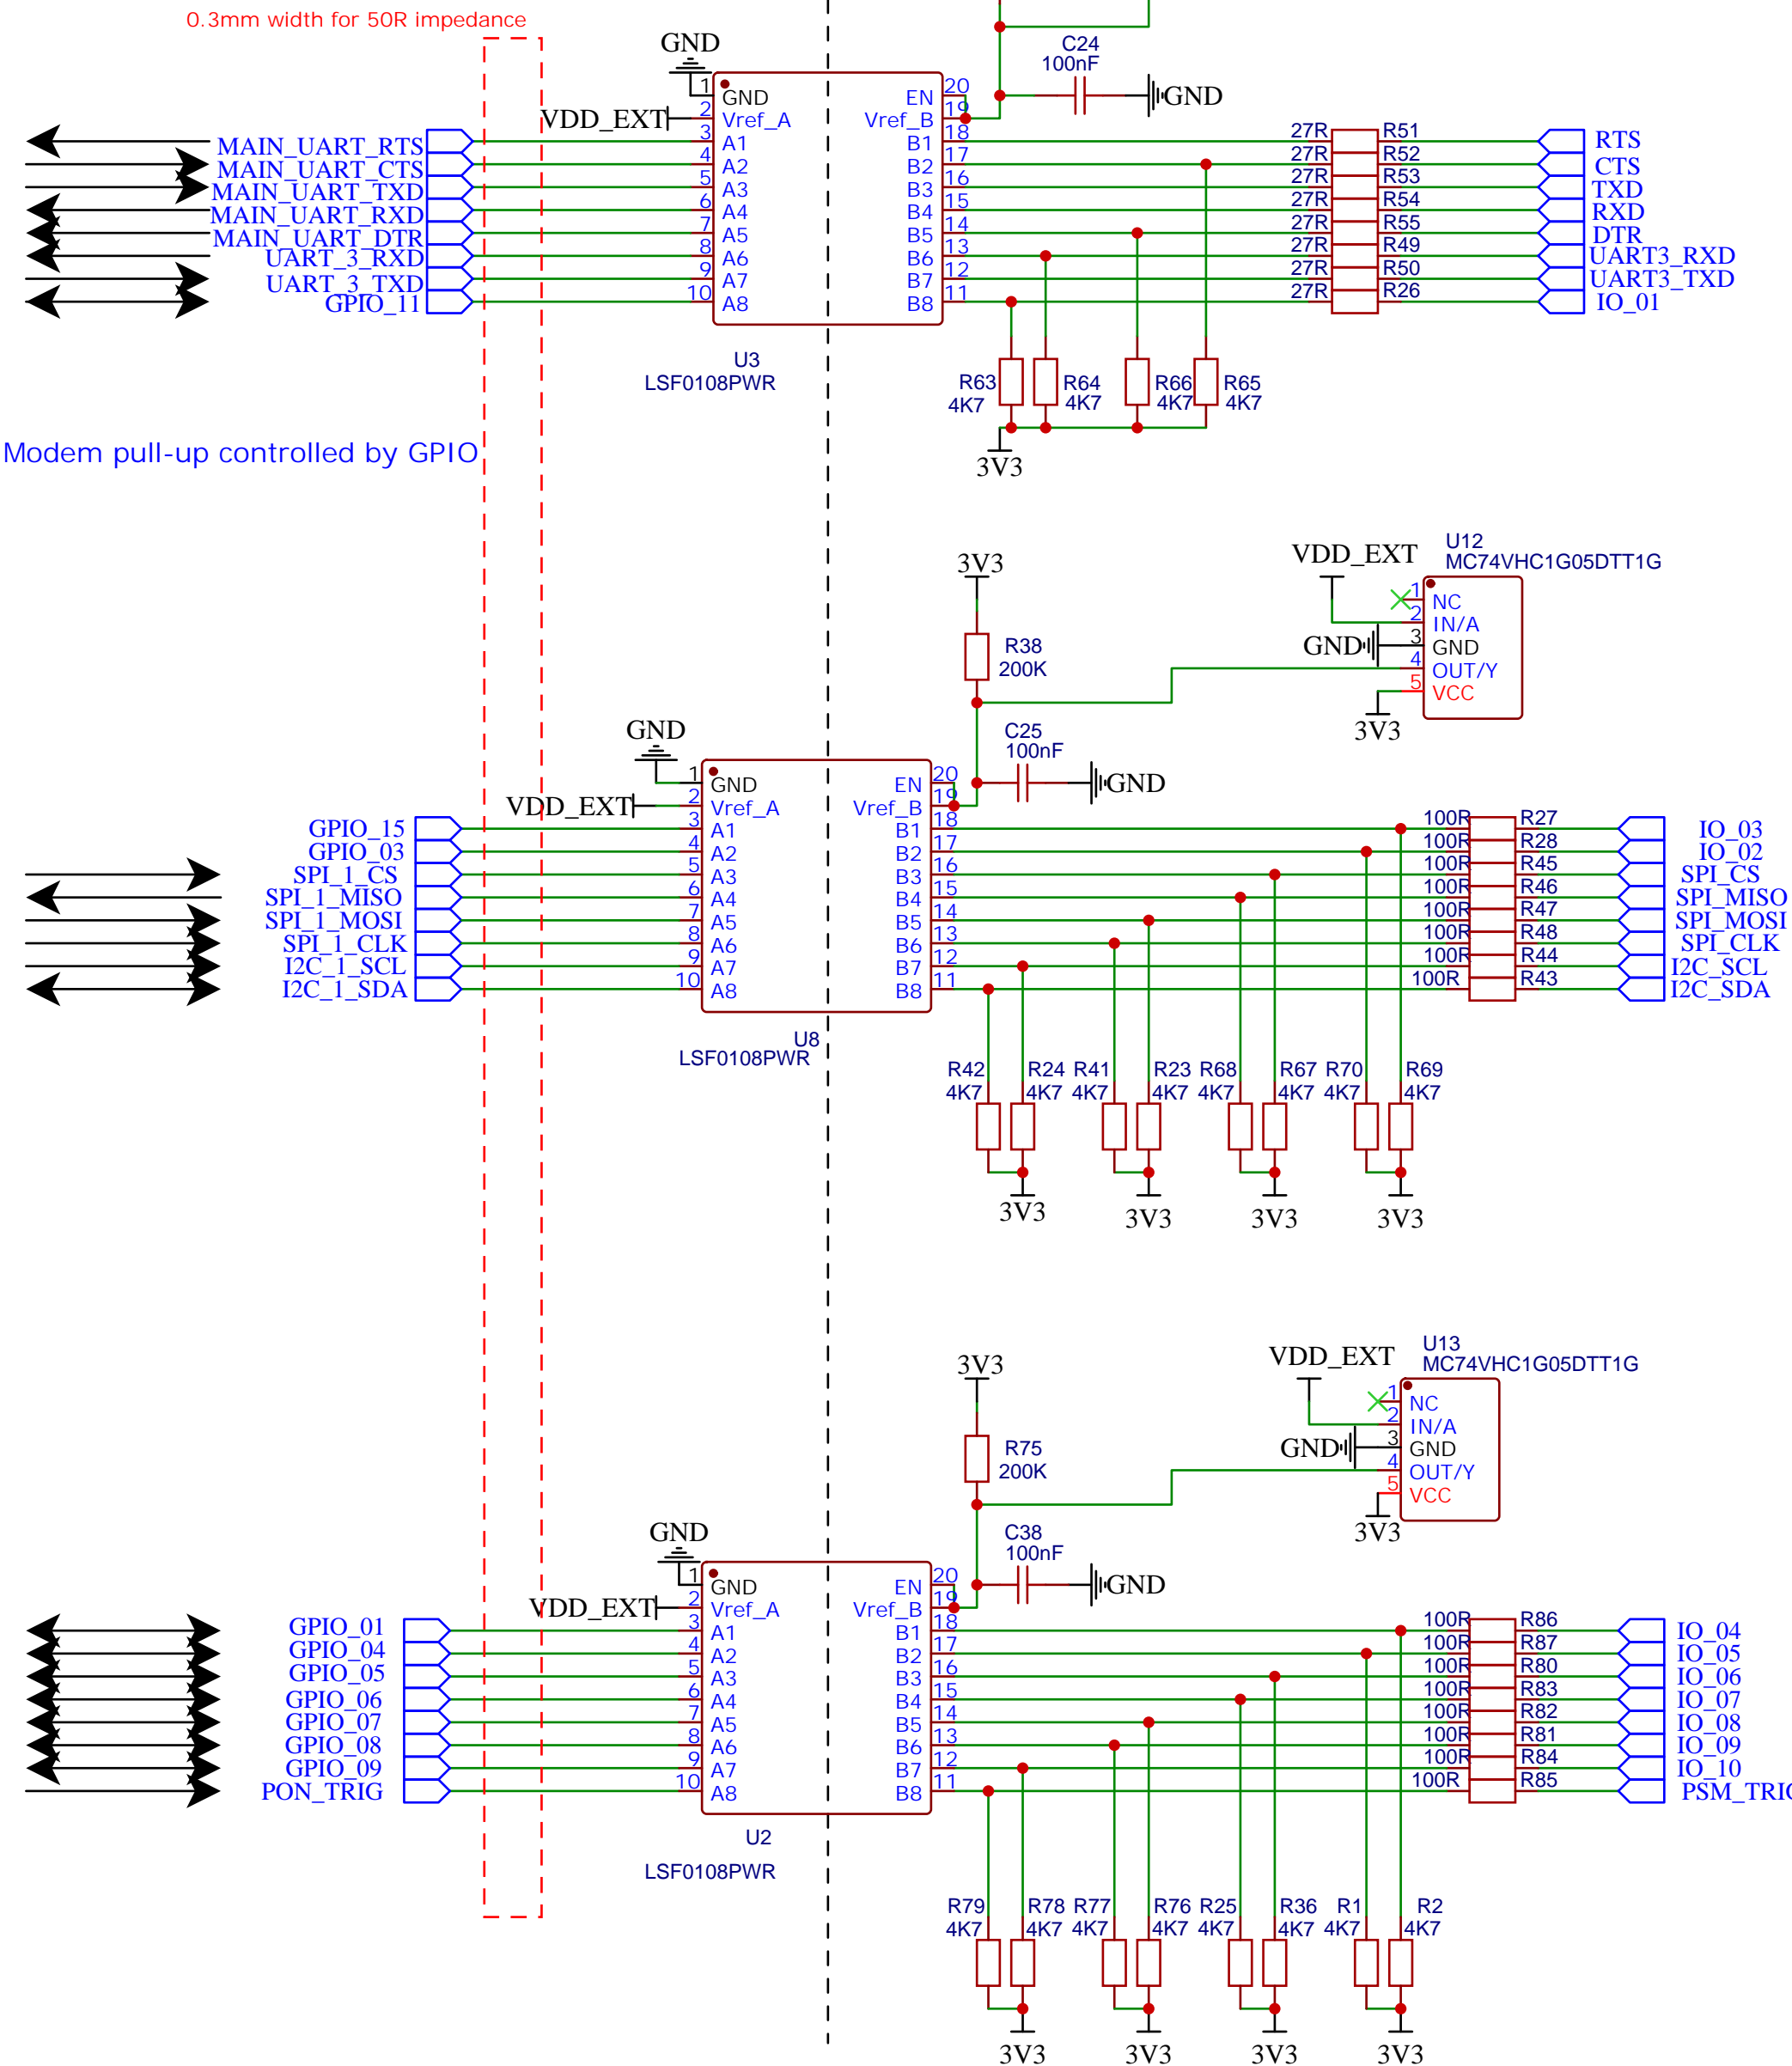 0.3mm width for 50R impedance
GND
C24
100nF
GND
1
GND
2
Vref_A
VDD_EXT
3
A1
4
A2
5
A3
6
A4
7
A5
8
A6
9
A7
10
A8
EN
20
Vref_B
19
B1
18
B2
17
B3
16
B4
15
B5
14
B6
13
B7
12
B8
11
MAIN_UART_RTS
MAIN_UART_CTS
MAIN_UART_TXD
MAIN_UART_RXD
MAIN_UART_DTR
UART_3_RXD
UART_3_TXD
GPIO_11
27R R51 RTS
27R R52 CTS
27R R53 TXD
27R R54 RXD
27R R55 DTR
27R R49 UART3_RXD
27R R50 UART3_TXD
27R R26 IO_01
U3
LSF0108PWR
R63
4K7
R64
4K7
R66
4K7
R65
4K7
3V3
Modem pull-up controlled by GPIO
3V3
R38
200K
VDD_EXT
U12
MC74VHC1G05DTT1G
1
NC
2
IN/A
GND
3
GND
4
OUT/Y
5
VCC
3V3
C25
100nF
GND
GND
VDD_EXT
1
GND
2
Vref_A
3
A1
4
A2
5
A3
6
A4
7
A5
8
A6
9
A7
10
A8
EN
20
Vref_B
19
B1
18
B2
17
B3
16
B4
15
B5
14
B6
13
B7
12
B8
11
GPIO_15
GPIO_03
SPI_1_CS
SPI_1_MISO
SPI_1_MOSI
SPI_1_CLK
I2C_1_SCL
I2C_1_SDA
100R R27 IO_03
100R R28 IO_02
100R R45 SPI_CS
100R R46 SPI_MISO
100R R47 SPI_MOSI
100R R48 SPI_CLK
100R R44 I2C_SCL
100R R43 I2C_SDA
U8
LSF0108PWR
R42 R24 R41 R23 R68 R67 R70 R69
4K7 4K7 4K7 4K7 4K7 4K7 4K7 4K7
3V3 3V3 3V3 3V3
3V3
R75
200K
VDD_EXT
U13
MC74VHC1G05DTT1G
1
NC
2
IN/A
GND
3
GND
4
OUT/Y
5
VCC
3V3
C38
100nF
GND
GND
VDD_EXT
1
GND
2
Vref_A
3
A1
4
A2
5
A3
6
A4
7
A5
8
A6
9
A7
10
A8
EN
20
Vref_B
19
B1
18
B2
17
B3
16
B4
15
B5
14
B6
13
B7
12
B8
11
GPIO_01
GPIO_04
GPIO_05
GPIO_06
GPIO_07
GPIO_08
GPIO_09
PON_TRIG
100R R86 IO_04
100R R87 IO_05
100R R80 IO_06
100R R83 IO_07
100R R82 IO_08
100R R81 IO_09
100R R84 IO_10
100R R85
U2
LSF0108PWR
R79 R78 R77 R76 R25 R36 R1 R2
4K7 4K7 4K7 4K7 4K7 4K7 4K7 4K7
3V3 3V3 3V3 3V3